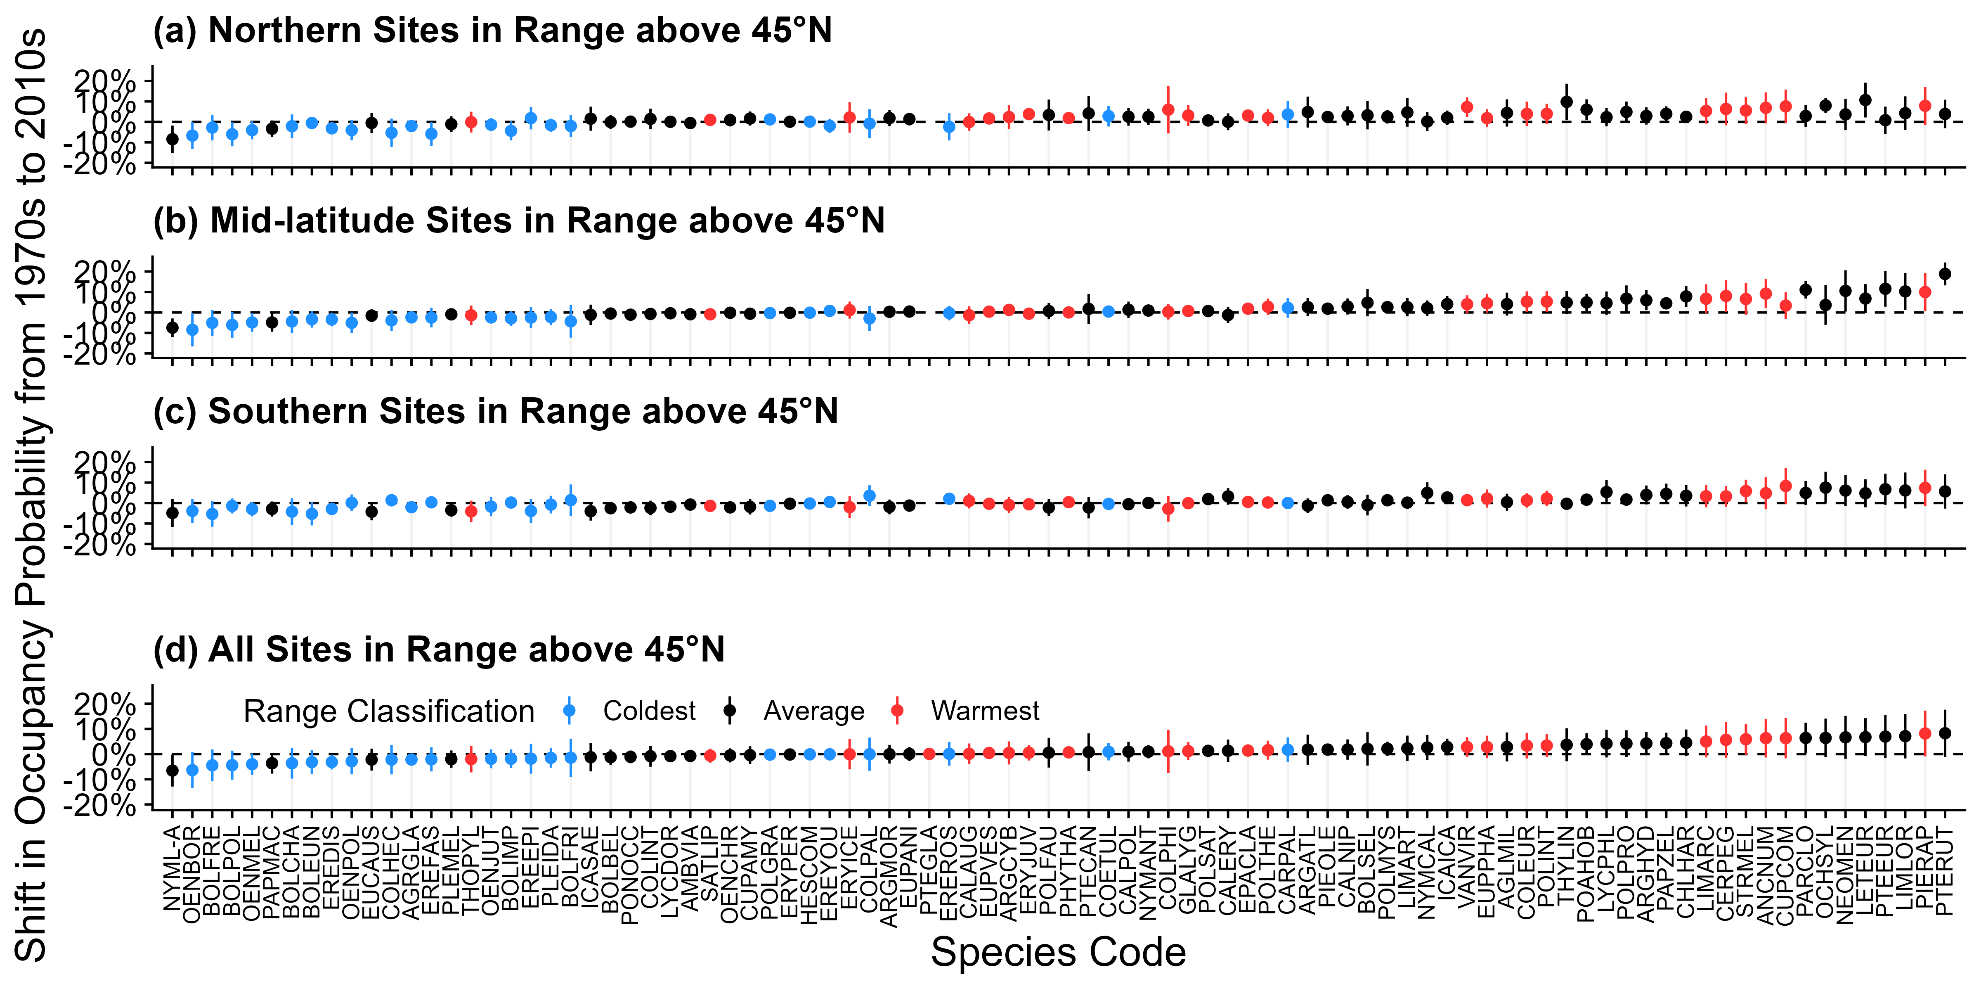 Shift in Occupancy Probability from 1970s to 2010s
(a) Northern Sites in Range above 45°N
20%
10%
0%
-10%
-20%
(b) Mid-latitude Sites in Range above 45°N
20%
10%
0%
-10%
-20%
(c) Southern Sites in Range above 45°N
20%
10%
0%
-10%
-20%
(d) All Sites in Range above 45°N
Range Classification Coldest Average Warmest
20%
10%
0%
-10%
-20%
NYML-A
OENBOR
BOLFRE
BOLPOL
OENMEL
PAPMAC
BOLCHA
BOLEUN
EREDIS
OENPOL
EUCAUS
COLHEC
AGRGLA
EREFAS
PLEMEL
THOPYL
OENJUT
BOLIMP
EREEPI
PLEIDA
BOLFRI
ICASAE
BOLBEL
PONOCC
COLINT
LYCDOR
AMBVIA
SATLIP
OENCHR
CUPAMY
POLGRA
ERYPER
HESCOM
EREYOU
ERYICE
COLPAL
ARGMOR
EUPANI
PTEGLA
EREROS
CALAUG
EUPVES
ARGCYB
ERYJUV
POLFAU
PHYTHA
PTECAN
COETUL
CALPOL
NYMANT
COLPHI
GLALYG
POLSAT
CALERY
EPACLA
POLTHE
CARPAL
ARGATL
PIEOLE
CALNIP
BOLSEL
POLMYS
LIMART
NYMCAL
ICAICA
VANVIR
EUPPHA
AGLMIL
COLEUR
POLINT
THYLIN
POAHOB
LYCPHL
POLPRO
ARGHYD
PAPZEL
CHLHAR
LIMARC
CERPEG
STRMEL
ANCNUM
CUPCOM
PARCLO
OCHSYL
NEOMEN
LETEUR
PTEEUR
LIMLOR
PIERAP
PTERUT
Species Code